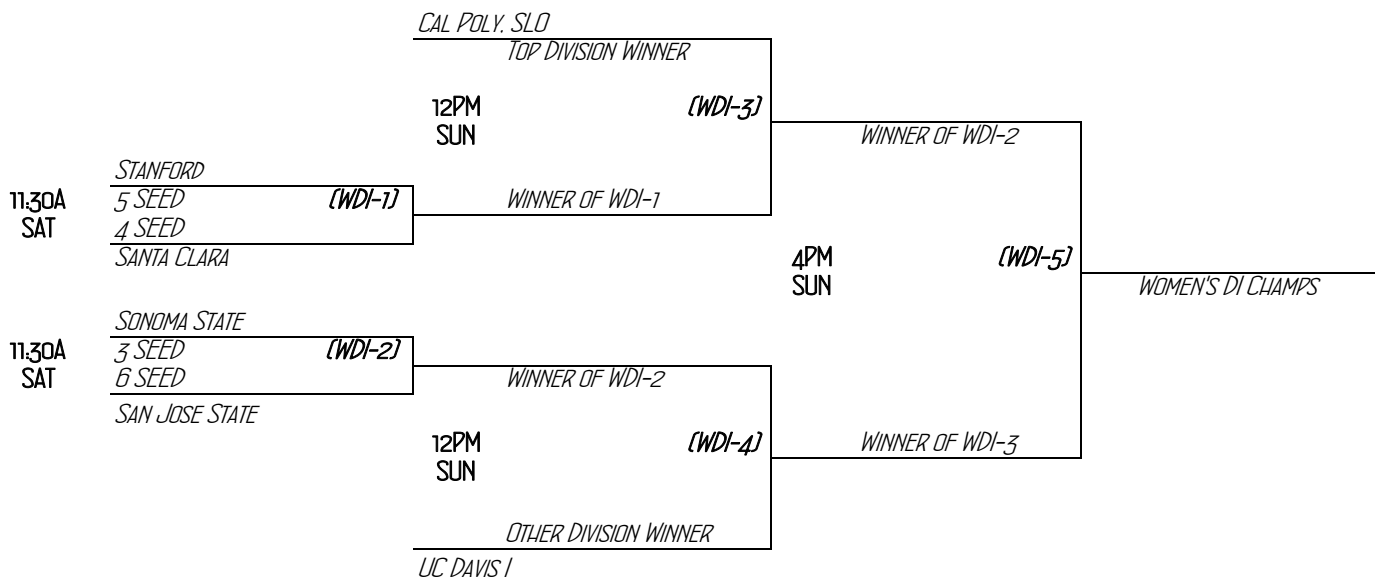 CAL POLY, SLO
TOP DIVISION WINNER
12PM
SUN
(WDI-3)
WINNER OF WDI-2
STANFORD
11:30A
SAT
5 SEED
(WDI-1)
4 SEED
WINNER OF WDI-1
SANTA CLARA
4PM
SUN
(WDI-5)
WOMEN'S DI CHAMPS
SONOMA STATE
11:30A
SAT
3 SEED
(WDI-2)
6 SEED
WINNER OF WDI-2
SAN JOSE STATE
12PM
SUN
(WDI-4)
WINNER OF WDI-3
OTHER DIVISION WINNER
UC DAVIS I